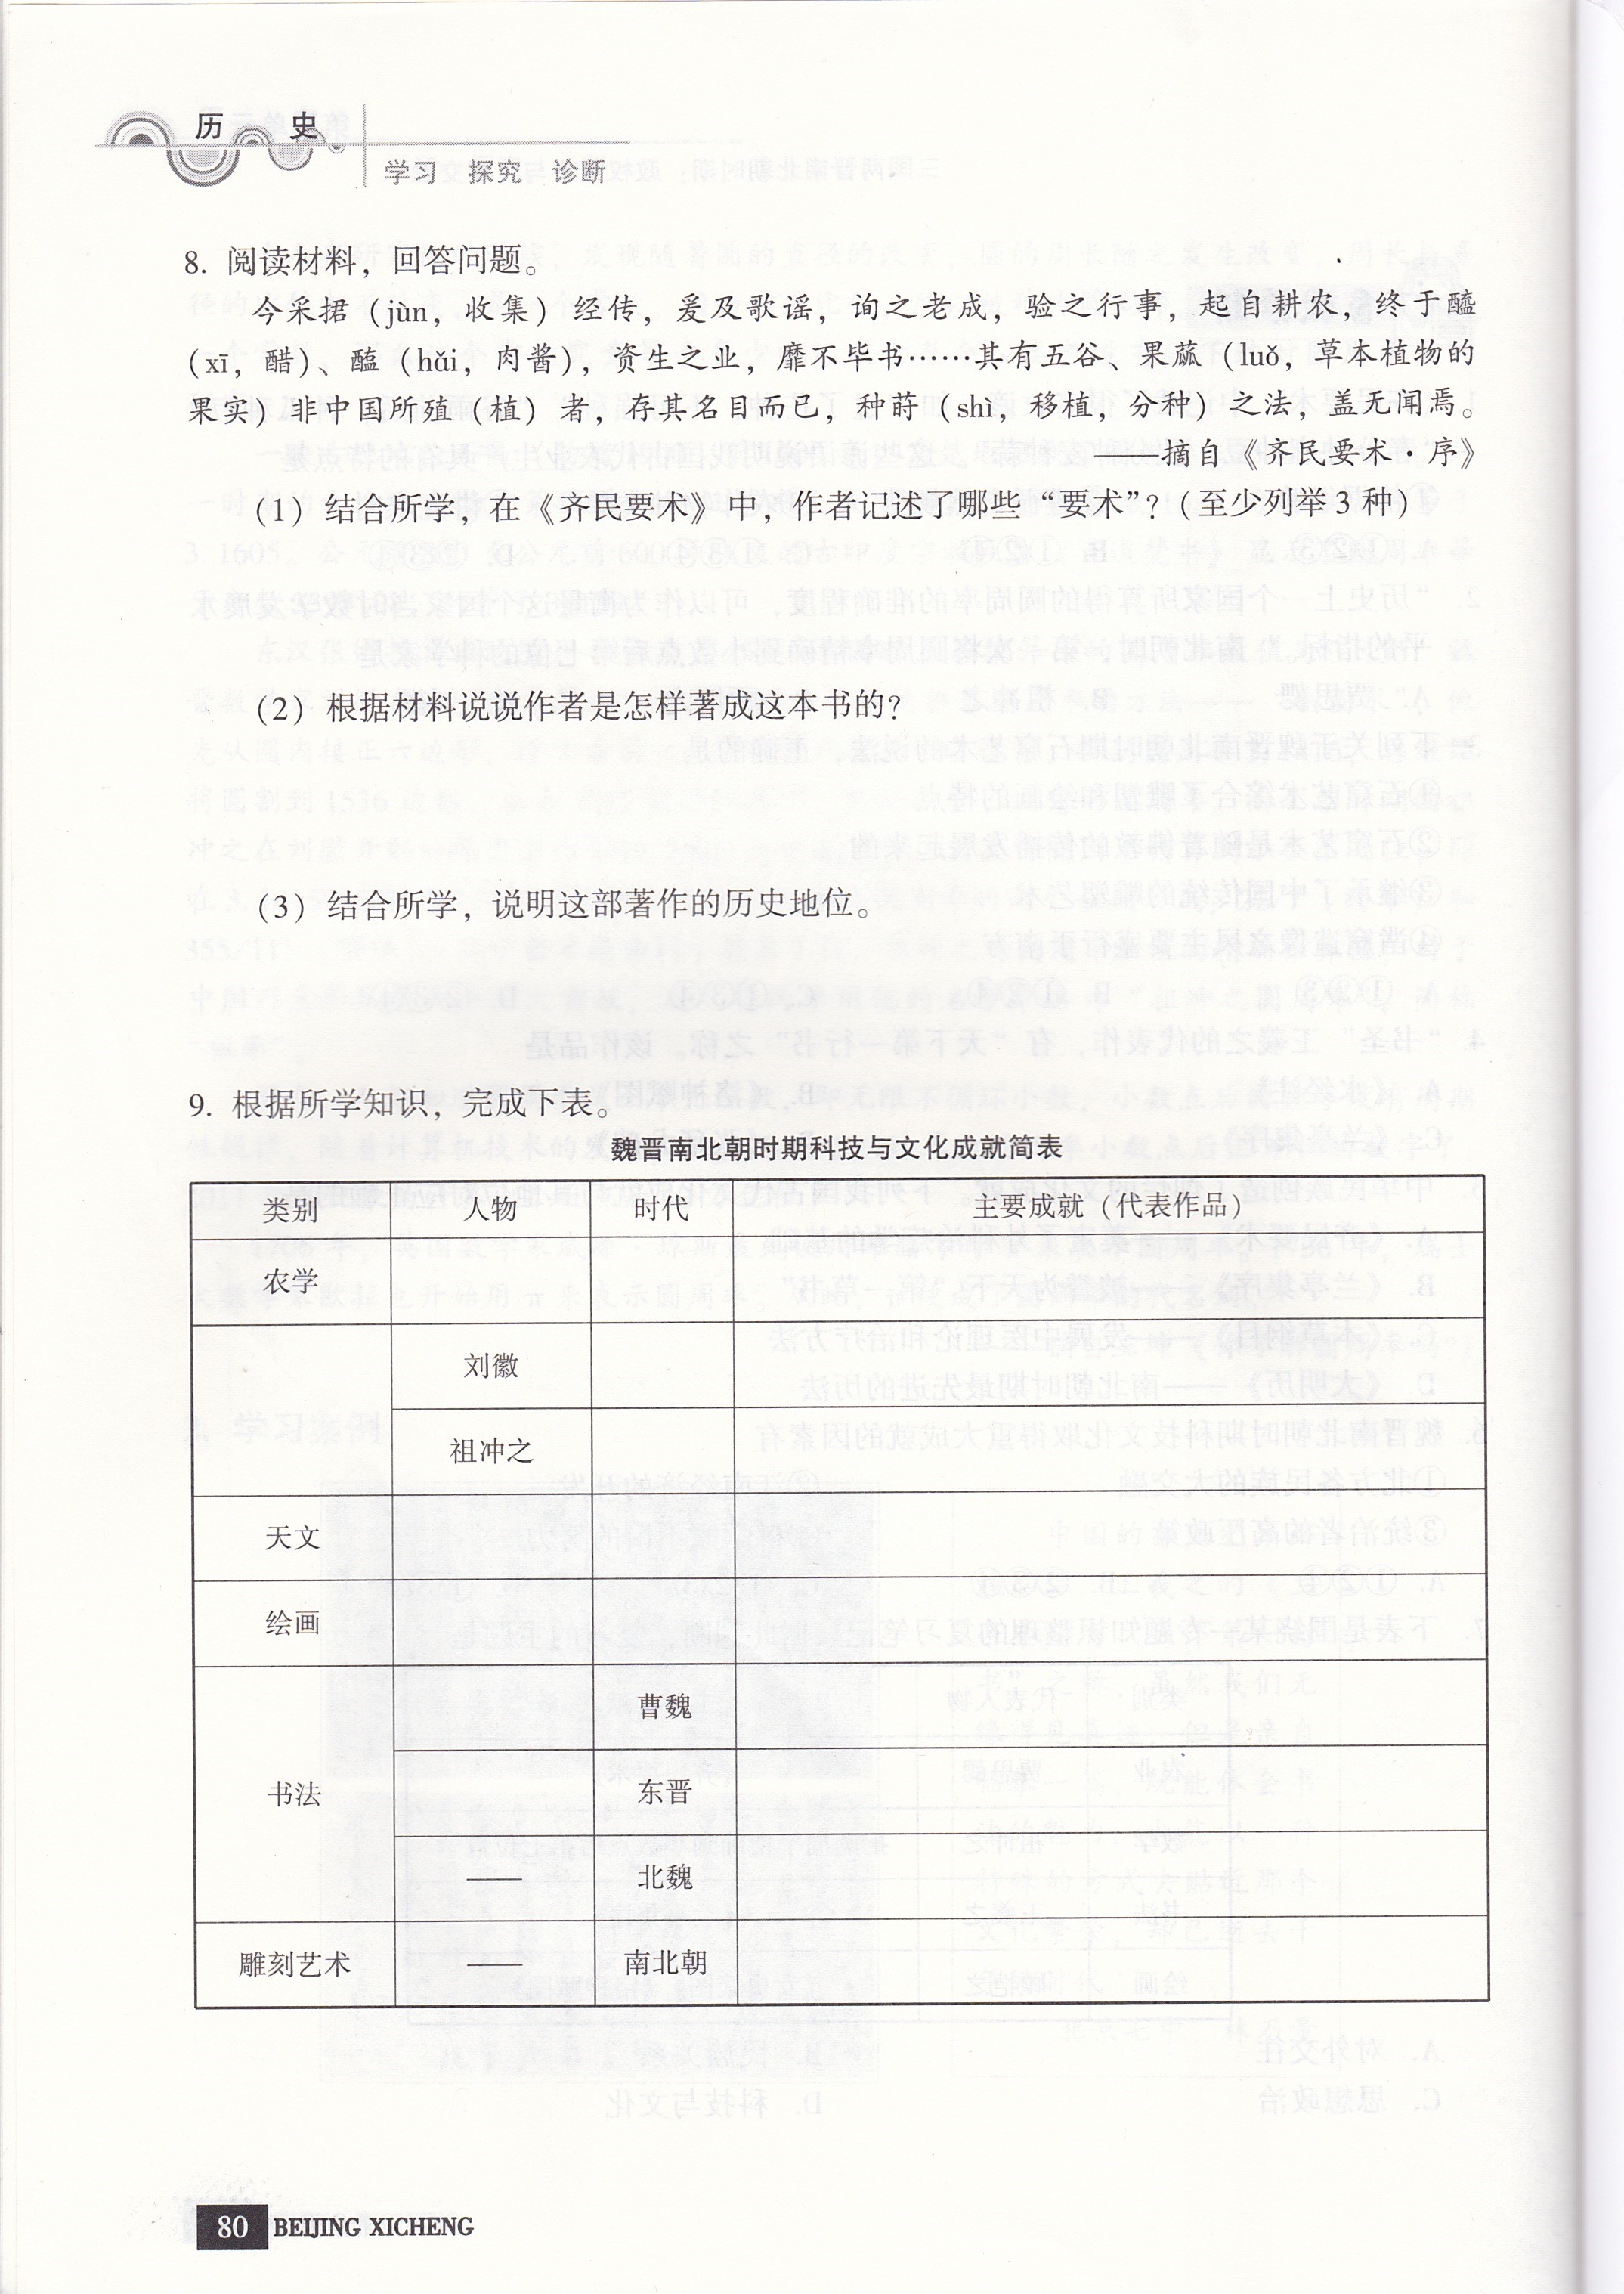 历 史
学习 探究 诊断
8. 阅读材料，回答问题。
今采捃（jùn，收集）经传，爰及歌谣，询之老成，验之行事，起自耕农，终于醯
（xī，醋）、醢（hǎi，肉酱），资生之业，靡不毕书……其有五谷、果蓏（luǒ，草本植物的
果实）非中国所殖（植）者，存其名目而已，种莳（shì，移植，分种）之法，盖无闻焉。
——摘自《齐民要术·序》
（1）结合所学，在《齐民要术》中，作者记述了哪些“要术”？（至少列举3种）
（2）根据材料说说作者是怎样著成这本书的？
（3）结合所学，说明这部著作的历史地位。
9. 根据所学知识，完成下表。
魏晋南北朝时期科技与文化成就简表
类别 人物 时代 主要成就（代表作品）
农学
刘徽
祖冲之
天文
绘画
曹魏
书法 东晋
—— 北魏
雕刻艺术 —— 南北朝
80 BEIJING XICHENG